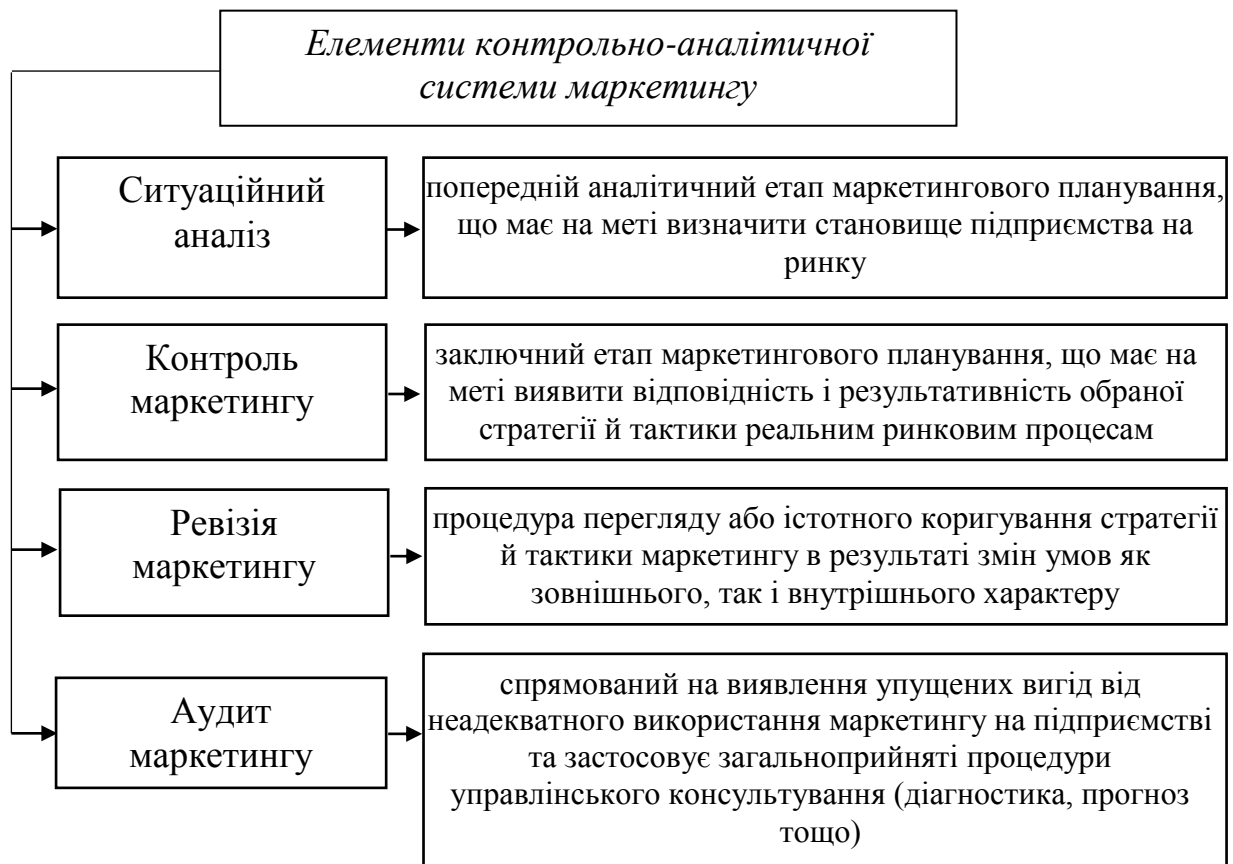 Елементи контрольно-аналітичної
системи маркетингу
Ситуаційний
аналіз
попередній аналітичний етап маркетингового планування,
що має на меті визначити становище підприємства на
ринку
Контроль
маркетингу
заключний етап маркетингового планування, що має на
меті виявити відповідність і результативність обраної
стратегії й тактики реальним ринковим процесам
Ревізія
маркетингу
процедура перегляду або істотного коригування стратегії
й тактики маркетингу в результаті змін умов як
зовнішнього, так і внутрішнього характеру
Аудит
маркетингу
спрямований на виявлення упущених вигід від
неадекватного використання маркетингу на підприємстві
та застосовує загальноприйняті процедури
управлінського консультування (діагностика, прогноз
тощо)